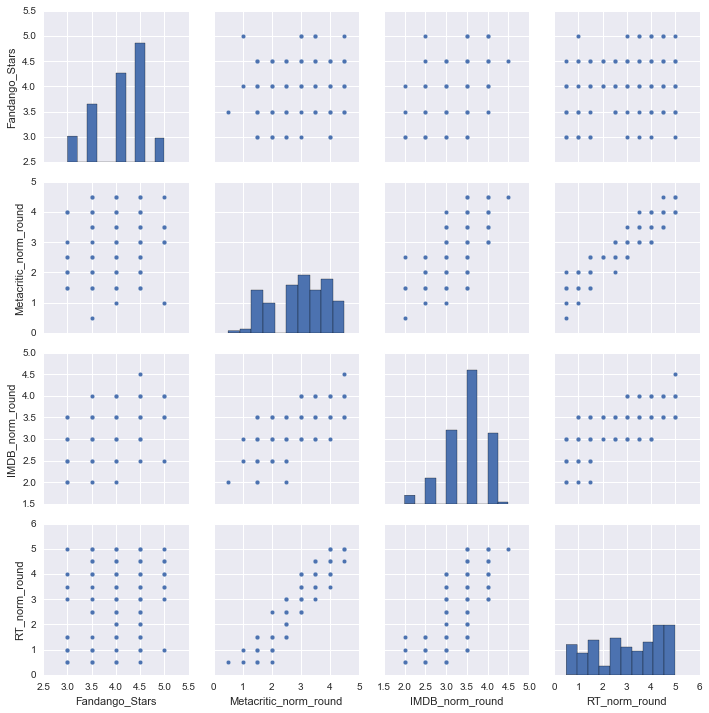 5.5
5.0
4.5
4.0
3.5
3.0
2.5
Fandango_Stars
5
4
3
2
1
0
Metacritic_norm_round
5.0
4.5
4.0
3.5
3.0
2.5
2.0
1.5
IMDB_norm_round
6
5
4
3
2
1
0
RT_norm_round
2.5 3.0 3.5 4.0 4.5 5.0 5.5
Fandango_Stars
0 1 2 3 4 5
Metacritic_norm_round
1.5 2.0 2.5 3.0 3.5 4.0 4.5 5.0
IMDB_norm_round
0 1 2 3 4 5 6
RT_norm_round